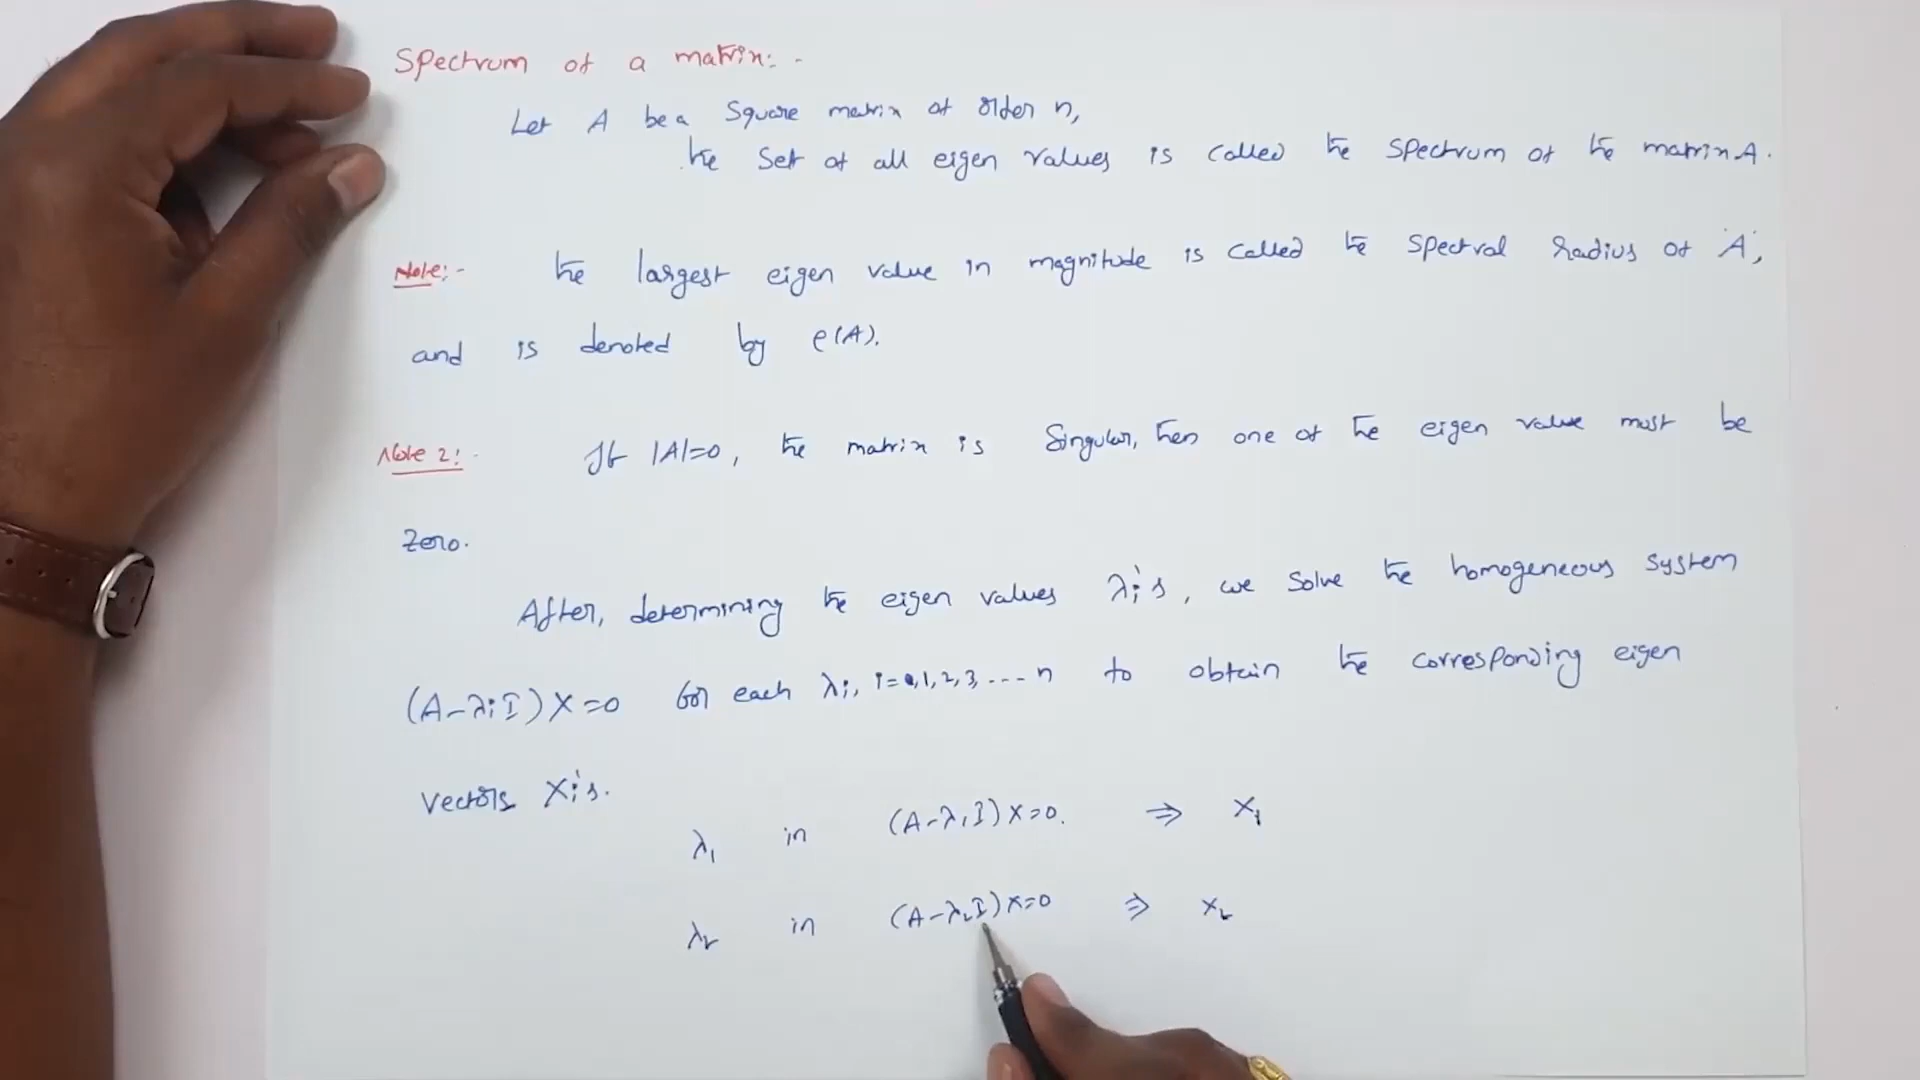 Spectrum of a matrix:-
Let A be a Square matrix of order n,
the Set of all eigen values is called the spectrum of the matrix A.
Note:- the largest eigen value in magnitude is called the spectral radius of 'A',
and is denoted by ρ(A).
Note 2:- If |A|=0, the matrix is Singular, then one of the eigen value must be
Zero.
After, determining the eigen values λi's, we solve the homogeneous system
(A-λiI)X=0 for each λi, i=1,2,3,....n to obtain the corresponding eigen
vectors Xi's.
λ1 in (A-λ1I)X=0. ⇒ X1
λ2 in (A-λ2I)X=0 ⇒ X2